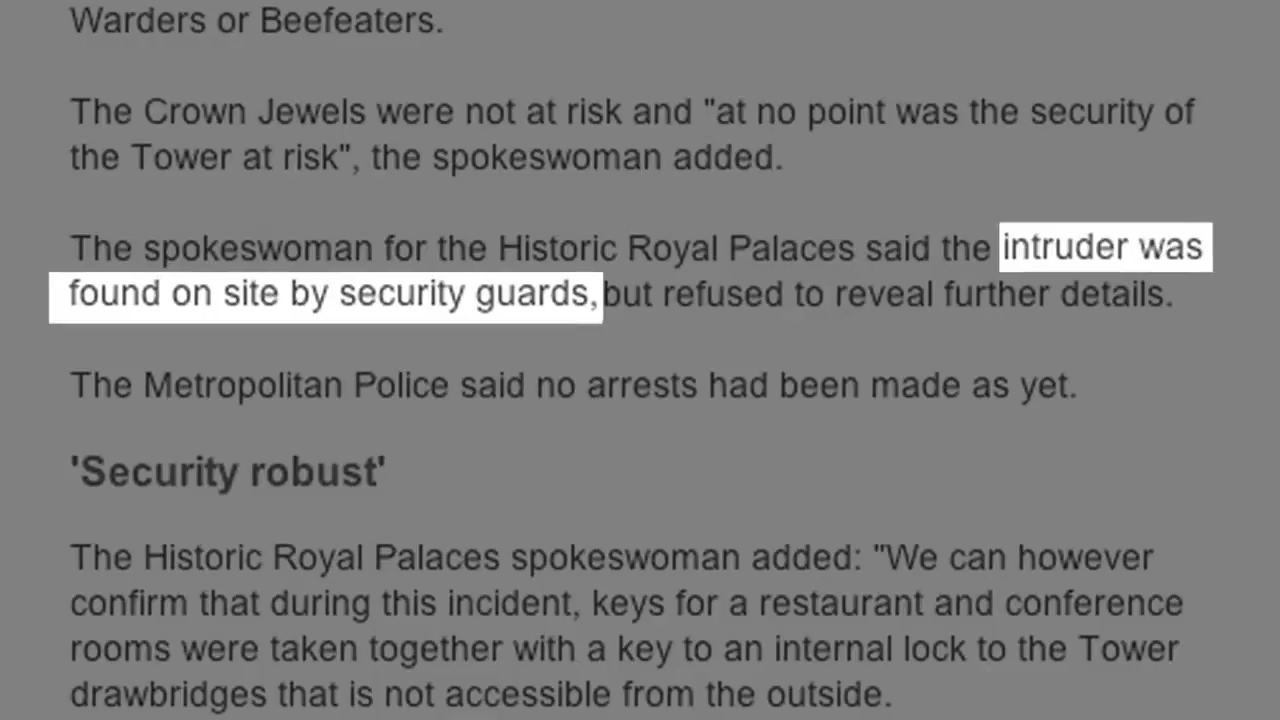 Warders or Beefeaters.
The Crown Jewels were not at risk and "at no point was the security of
the Tower at risk", the spokeswoman added.
The spokeswoman for the Historic Royal Palaces said the intruder was
found on site by security guards, but refused to reveal further details.
The Metropolitan Police said no arrests had been made as yet.
'Security robust'
The Historic Royal Palaces spokeswoman added: "We can however
confirm that during this incident, keys for a restaurant and conference
rooms were taken together with a key to an internal lock to the Tower
drawbridges that is not accessible from the outside.